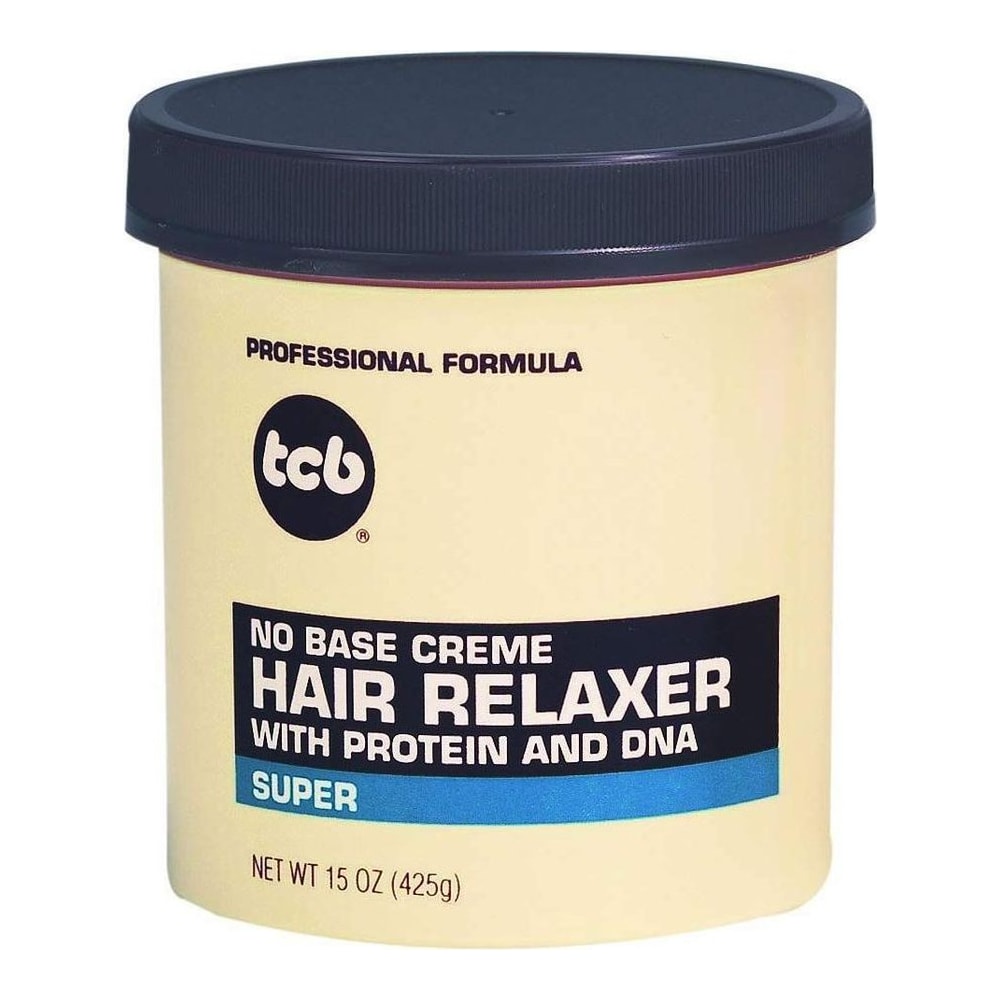 PROFESSIONAL FORMULA
tcb
®
NO BASE CREME
HAIR RELAXER
WITH PROTEIN AND DNA
SUPER
NET WT 15 OZ (425g)